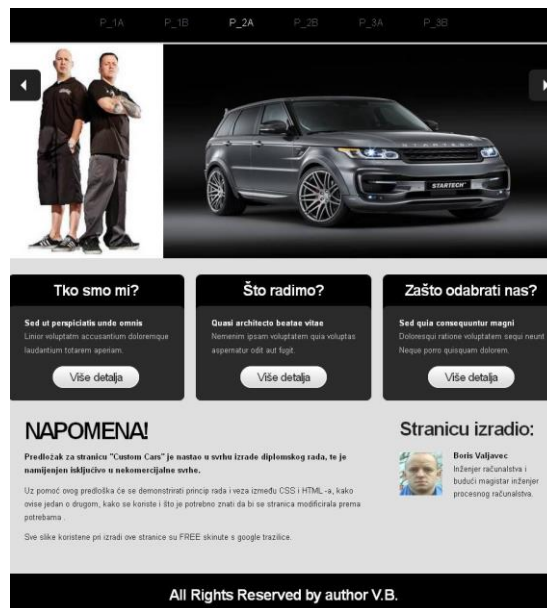 P_1A P_1B P_2A P_2B P_3A P_3B
STARTECH
Tko smo mi?
Sed ut perspiciatis unde omnis
Linior voluptatm accusantium doloremque
laudantium totarem aperiam.
Više detalja
Što radimo?
Quasi architecto beatae vitae
Nemenim ipsam voluptatem quia voluptas
aspernatur odit aut fugit.
Više detalja
Zašto odabrati nas?
Sed quia consequuntur magni
Doloresqui ratione voluptatem sequi neunt
Neque porro quisquam dolorem.
Više detalja
NAPOMENA!
Predložak za stranicu "Custom Cars" je nastao u svrhu izrade diplomskog rada, te je
namijenjen isključivo u nekomercijalne svrhe.
Uz pomoć ovog predloška će se demonstrirati princip rada i veza između CSS i HTML -a, kako
ovise jedan o drugom, kako se koriste i što je potrebno znati da bi se stranica modificirala prema
potrebama .
Sve slike koristene pri izradi ove stranice su FREE skinute s google trazilice.
Stranicu izradio:
Boris Valjavec
Inženjer računalstva i
budući magistar inženjer
procesnog računalstva.
All Rights Reserved by author V.B.